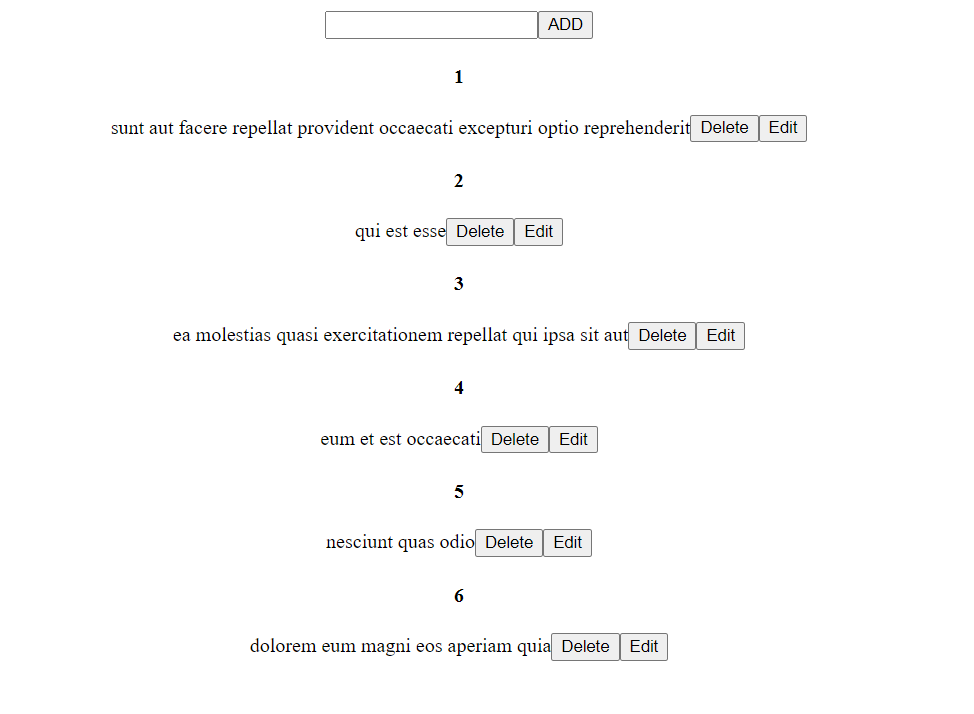 ADD
1
sunt aut facere repellat provident occaecati excepturi optio reprehenderit Delete Edit
2
qui est esse Delete Edit
3
ea molestias quasi exercitationem repellat qui ipsa sit aut Delete Edit
4
eum et est occaecati Delete Edit
5
nesciunt quas odio Delete Edit
6
dolorem eum magni eos aperiam quia Delete Edit